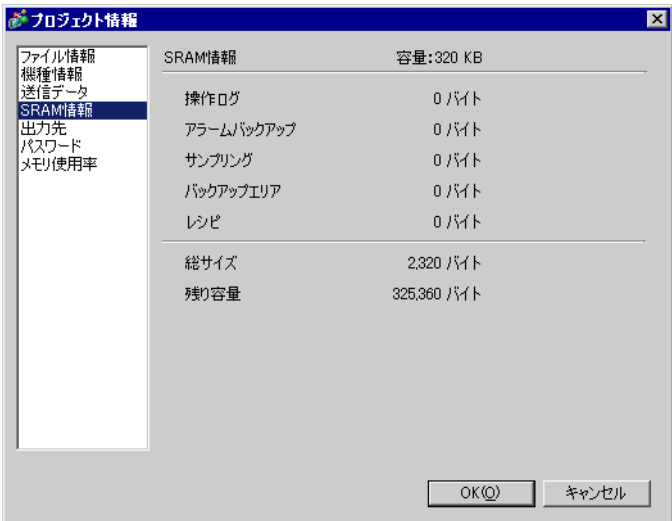 プロジェクト情報
ファイル情報
機種情報
送信データ
SRAM情報
出力先
パスワード
メモリ使用率
SRAM情報 容量:320 KB
操作ログ 0 バイト
アラームバックアップ 0 バイト
サンプリング 0 バイト
バックアップエリア 0 バイト
レシピ 0 バイト
総サイズ 2,320 バイト
残り容量 325,360 バイト
OK(O) キャンセル